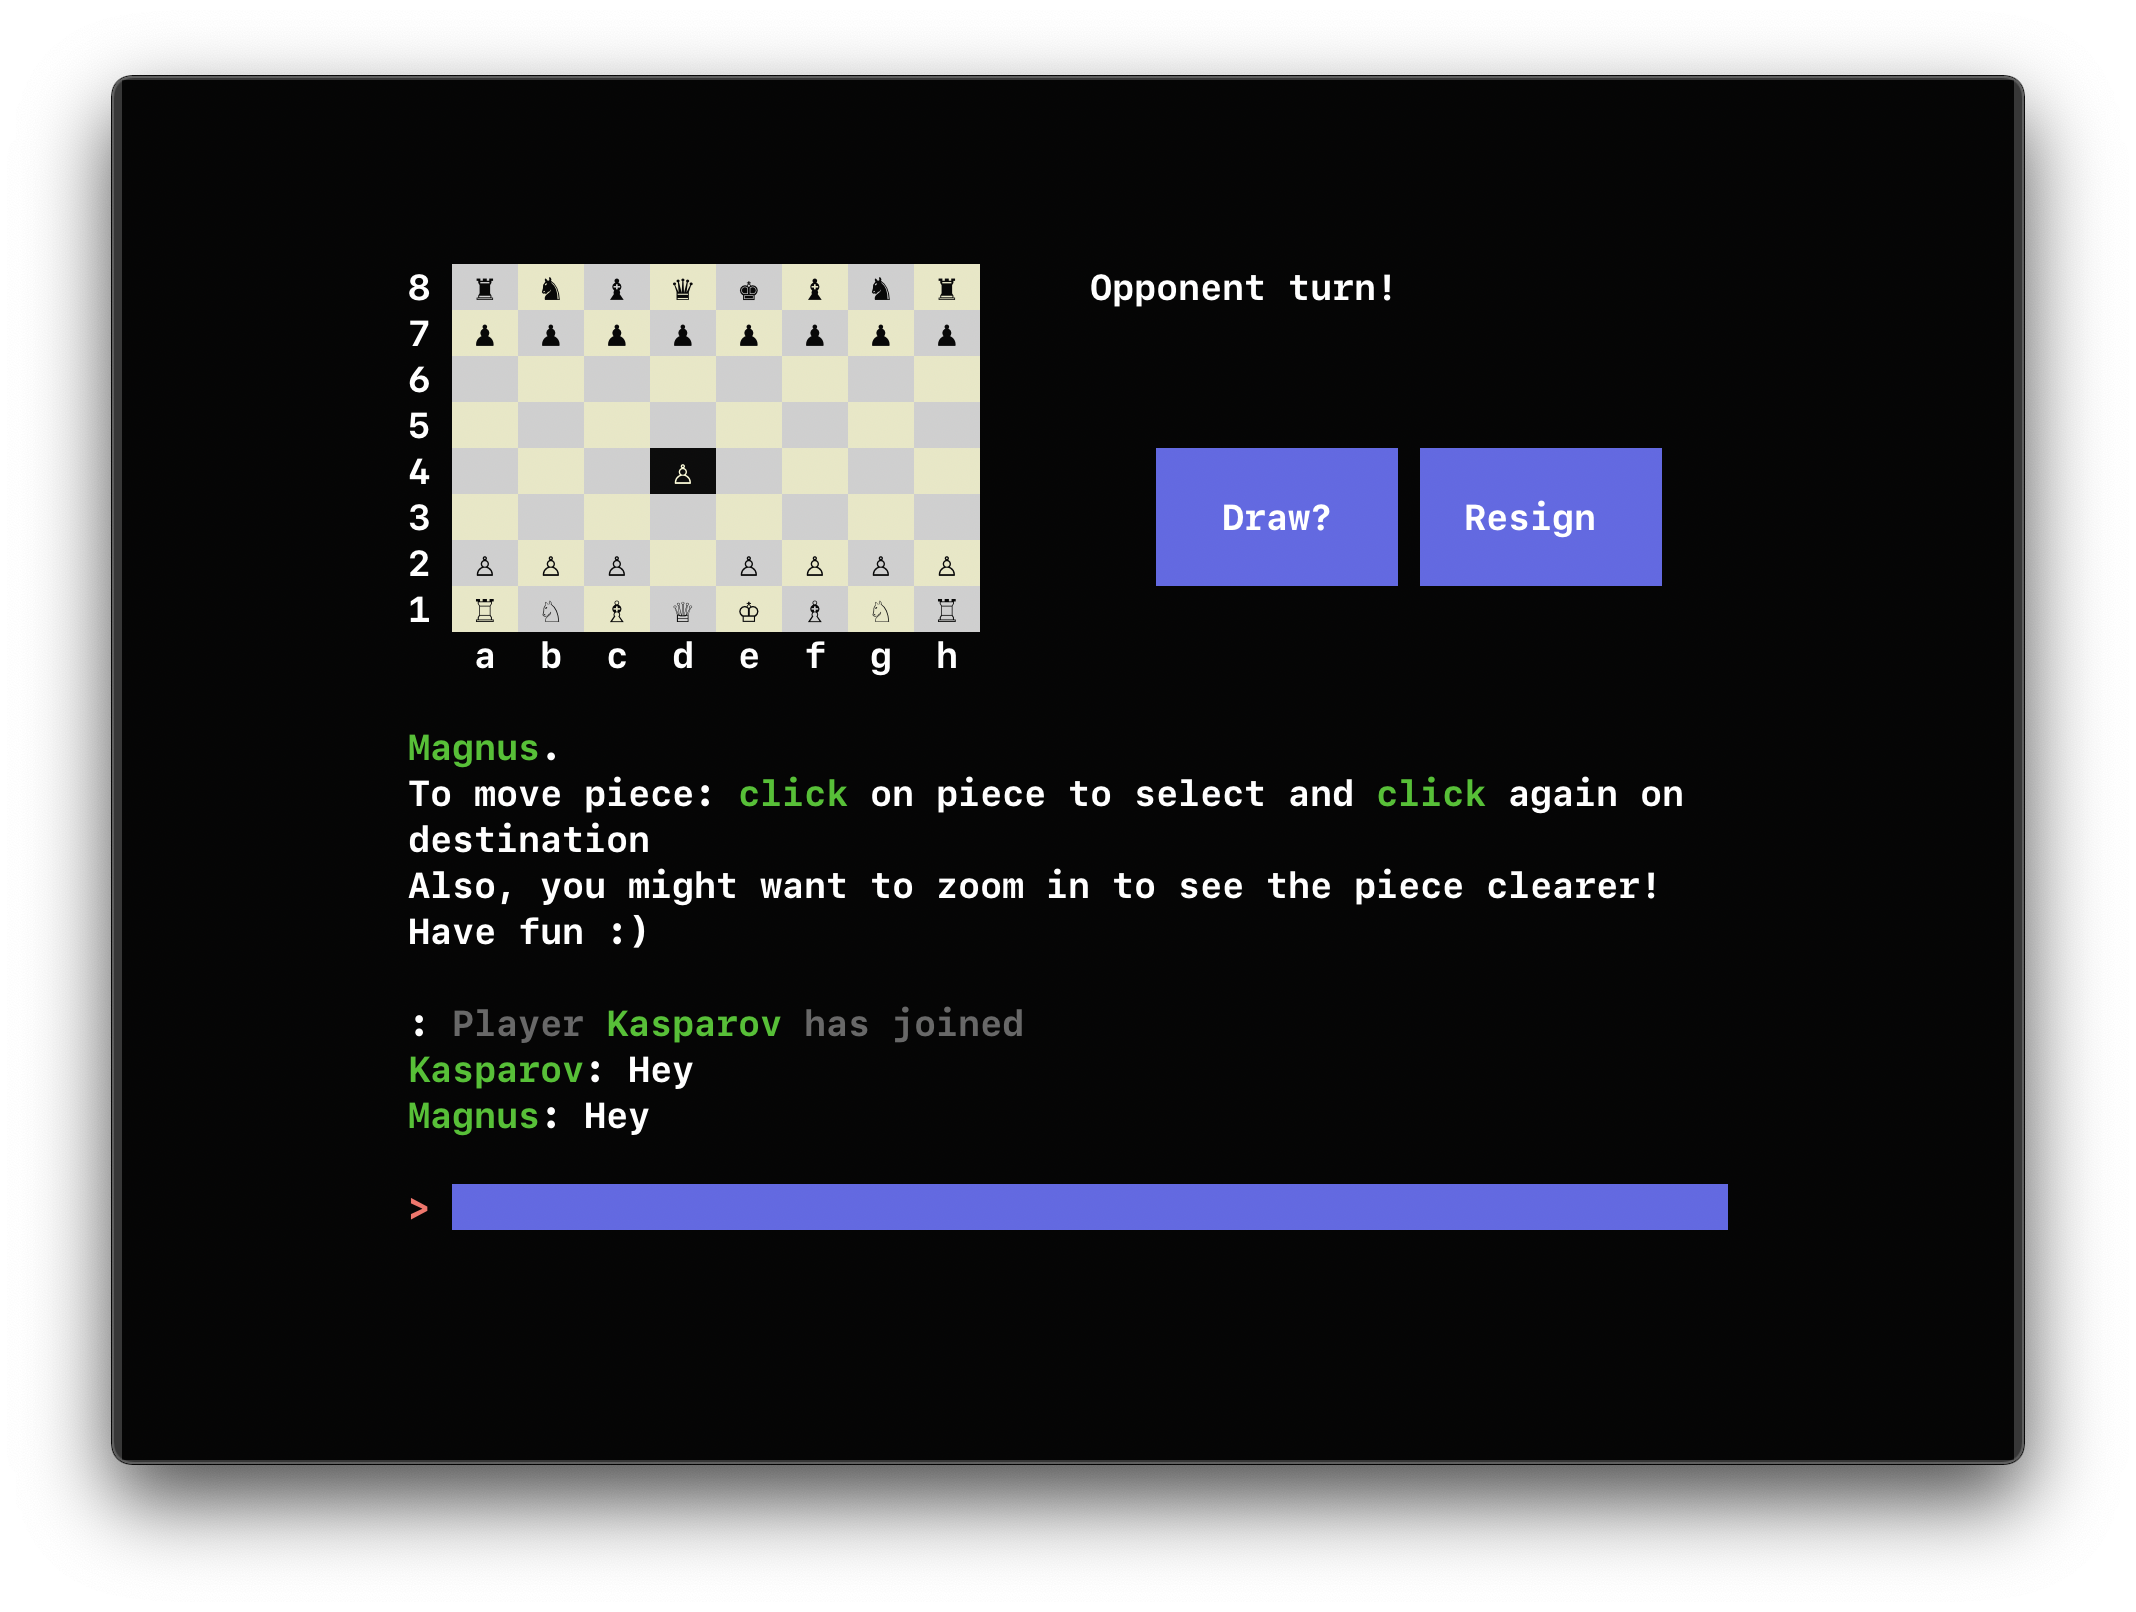 8 ♜ ♞ ♝ ♛ ♚ ♝ ♞ ♜ Opponent turn!
7 ♟ ♟ ♟ ♟ ♟ ♟ ♟ ♟
6
5
4 ♙
Draw? Resign
3
2 ♙ ♙ ♙ ♙ ♙ ♙ ♙
1 ♖ ♘ ♗ ♕ ♔ ♗ ♘ ♖
a b c d e f g h
Magnus.
To move piece: click on piece to select and click again on
destination
Also, you might want to zoom in to see the piece clearer!
Have fun :)
: Player Kasparov has joined
Kasparov: Hey
Magnus: Hey
>